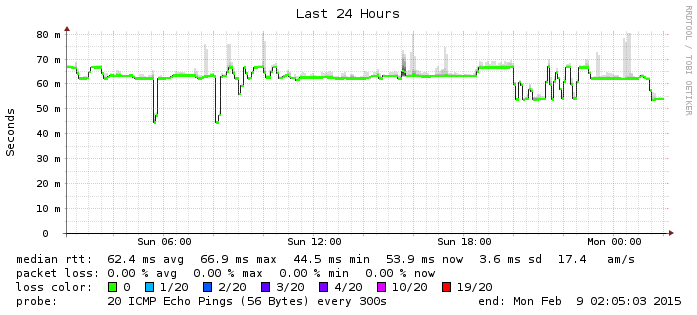 Last 24 Hours
RRDTOOL / TOBI OETIKER
Seconds
80 m
70 m
60 m
50 m
40 m
30 m
20 m
10 m
0
Sun 06:00 Sun 12:00 Sun 18:00 Mon 00:00
median rtt: 62.4 ms avg 66.9 ms max 44.5 ms min 53.9 ms now 3.6 ms sd 17.4 am/s
packet loss: 0.00 % avg 0.00 % max 0.00 % min 0.00 % now
loss color: 0 1/20 2/20 3/20 4/20 10/20 19/20
probe: 20 ICMP Echo Pings (56 Bytes) every 300s end: Mon Feb 9 02:05:03 2015